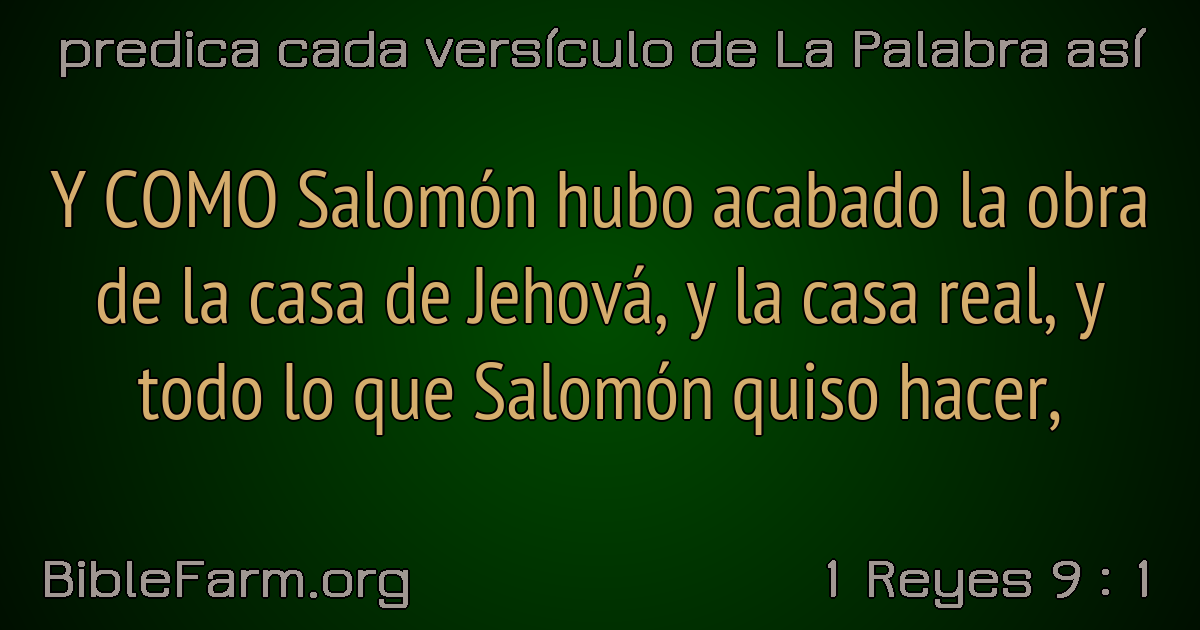 predica cada versículo de La Palabra así
Y COMO Salomón hubo acabado la obra
de la casa de Jehová, y la casa real, y
todo lo que Salomón quiso hacer,
BibleFarm.org
1 Reyes 9 : 1